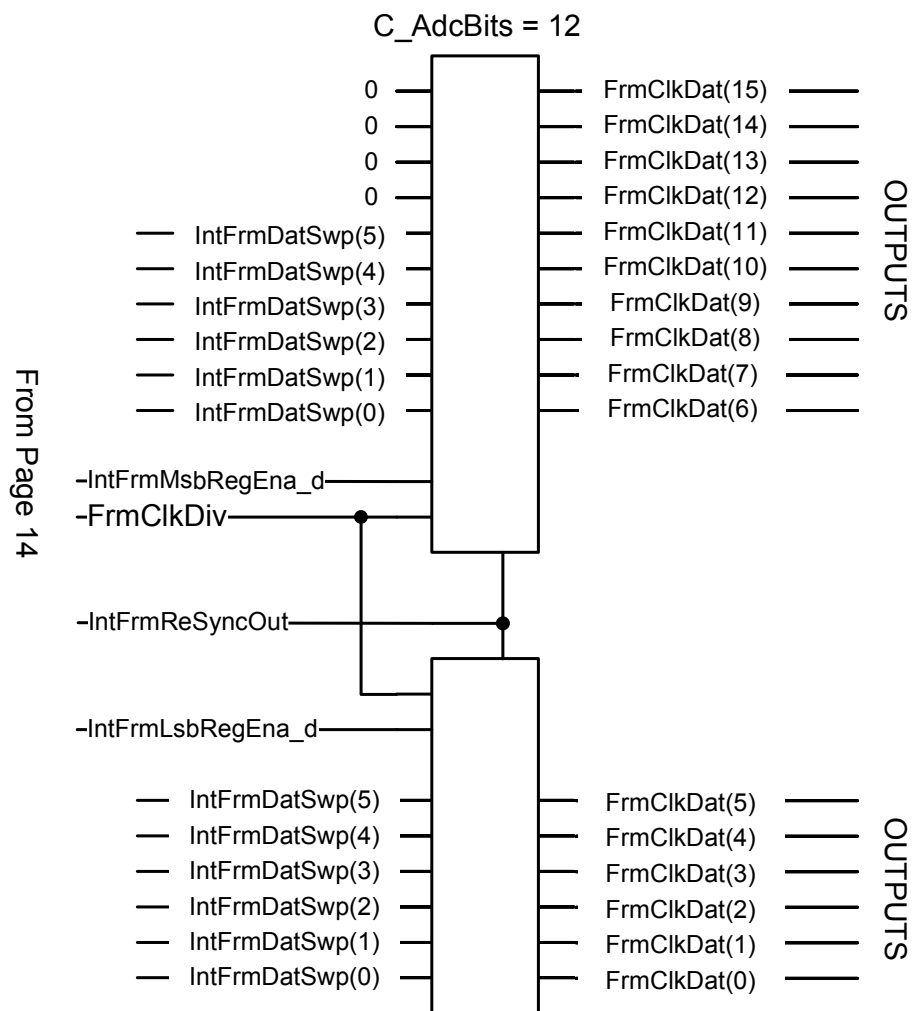 C_AdcBits = 12
0 FrmClkDat(15)
0 FrmClkDat(14)
0 FrmClkDat(13)
0 FrmClkDat(12)
IntFrmDatSwp(5) FrmClkDat(11)
IntFrmDatSwp(4) FrmClkDat(10)
IntFrmDatSwp(3) FrmClkDat(9)
IntFrmDatSwp(2) FrmClkDat(8)
IntFrmDatSwp(1) FrmClkDat(7)
IntFrmDatSwp(0) FrmClkDat(6)
OUTPUTS
From Page 14
IntFrmMsbRegEna_d
FrmClkDiv
IntFrmReSyncOut
IntFrmLsbRegEna_d
IntFrmDatSwp(5) FrmClkDat(5)
IntFrmDatSwp(4) FrmClkDat(4)
IntFrmDatSwp(3) FrmClkDat(3)
IntFrmDatSwp(2) FrmClkDat(2)
IntFrmDatSwp(1) FrmClkDat(1)
IntFrmDatSwp(0) FrmClkDat(0)
OUTPUTS